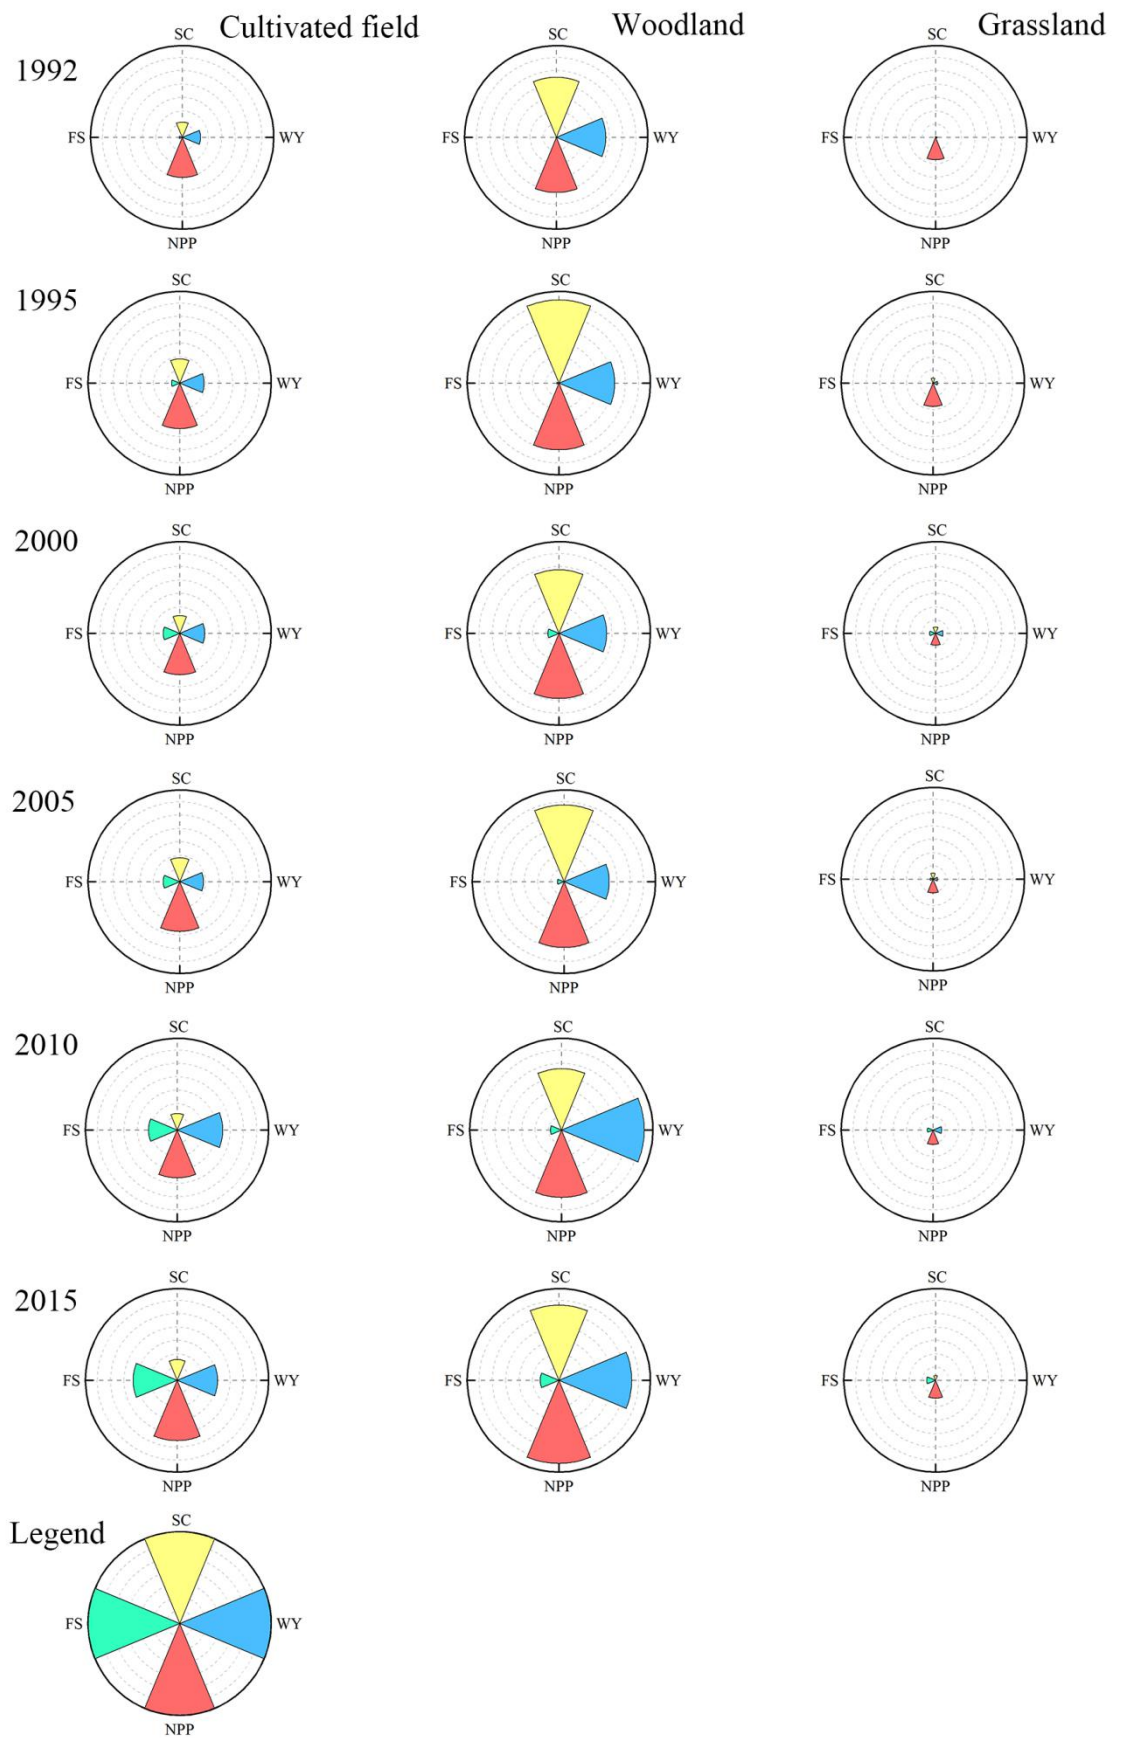 Cultivated field Woodland Grassland
1992
SC SC SC
FS WY FS WY FS WY
NPP NPP NPP
1995
SC SC SC
FS WY FS WY FS WY
NPP NPP NPP
2000
SC SC SC
FS WY FS WY FS WY
NPP NPP NPP
2005
SC SC SC
FS WY FS WY FS WY
NPP NPP NPP
2010
SC SC SC
FS WY FS WY FS WY
NPP NPP NPP
2015
SC SC SC
FS WY FS WY FS WY
NPP NPP NPP
Legend
SC
FS WY
NPP